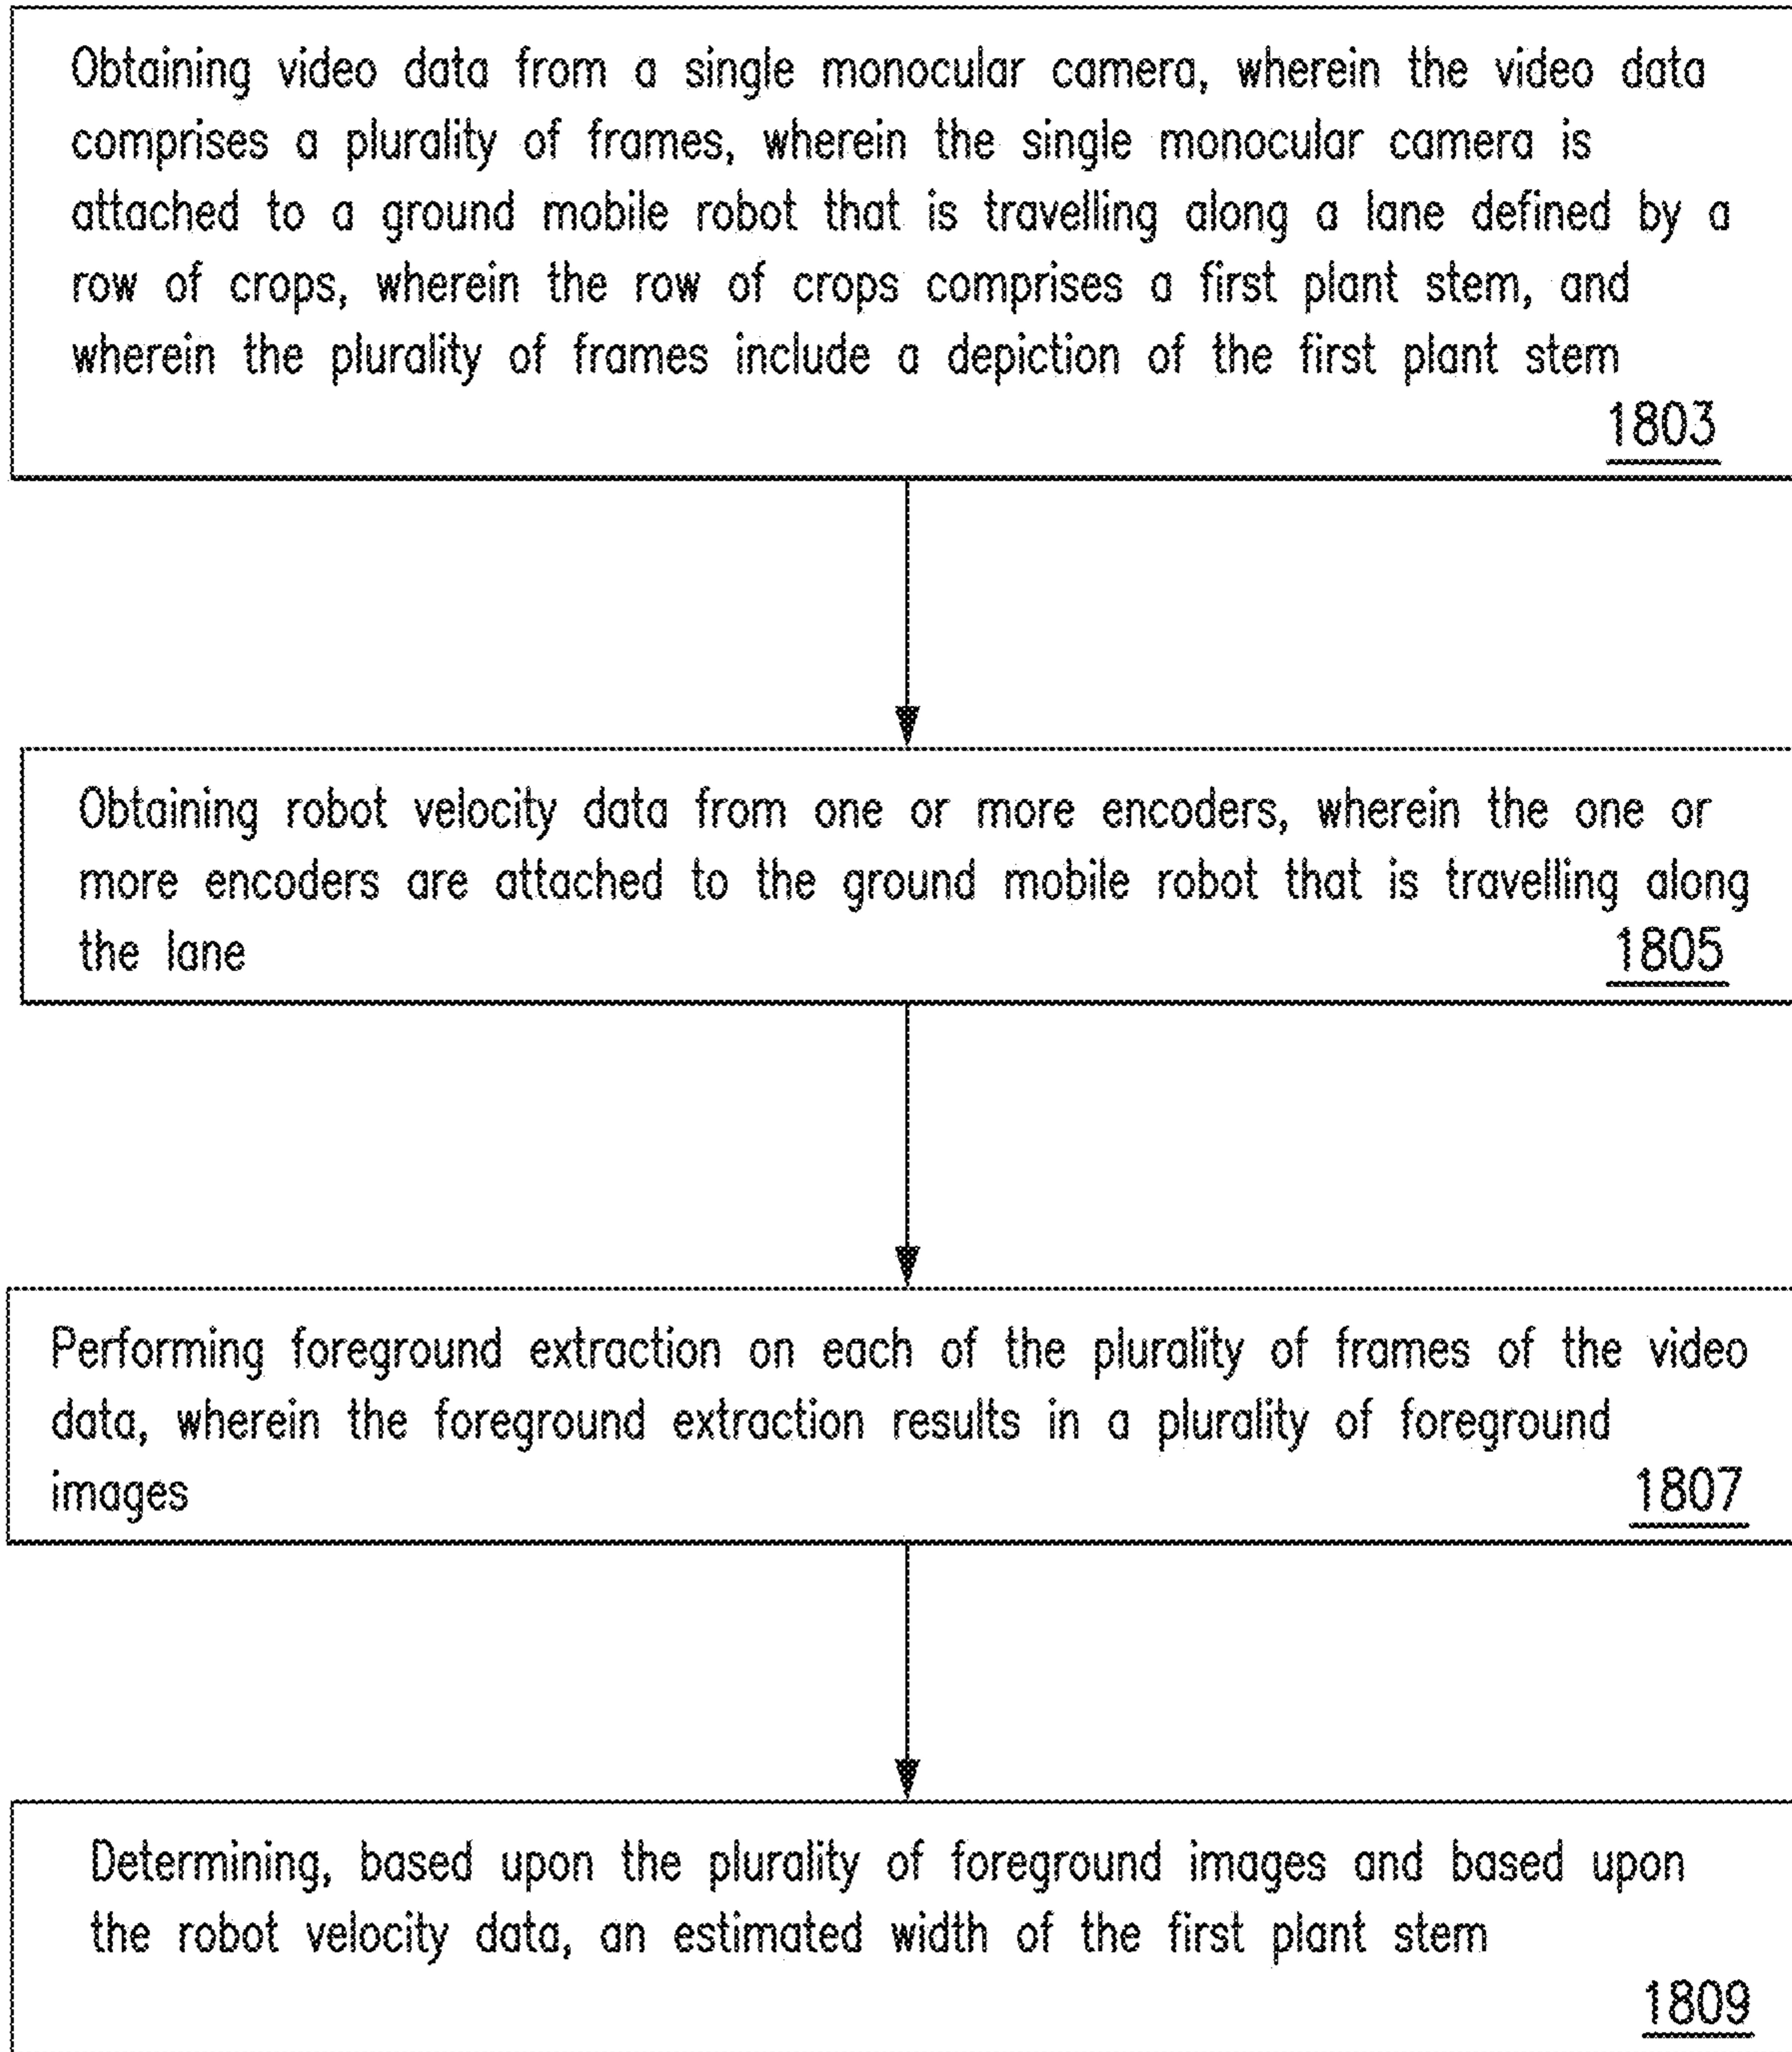 Obtaining video data from a single monocular camera, wherein the video data
comprises a plurality of frames, wherein the single monocular camera is
attached to a ground mobile robot that is travelling along a lane defined by a
row of crops, wherein the row of crops comprises a first plant stem, and
wherein the plurality of frames include a depiction of the first plant stem
1803
Obtaining robot velocity data from one or more encoders, wherein the one or
more encoders are attached to the ground mobile robot that is travelling along
the lane 1805
Performing foreground extraction on each of the plurality of frames of the video
data, wherein the foreground extraction results in a plurality of foreground
images 1807
Determining, based upon the plurality of foreground images and based upon
the robot velocity data, an estimated width of the first plant stem
1809